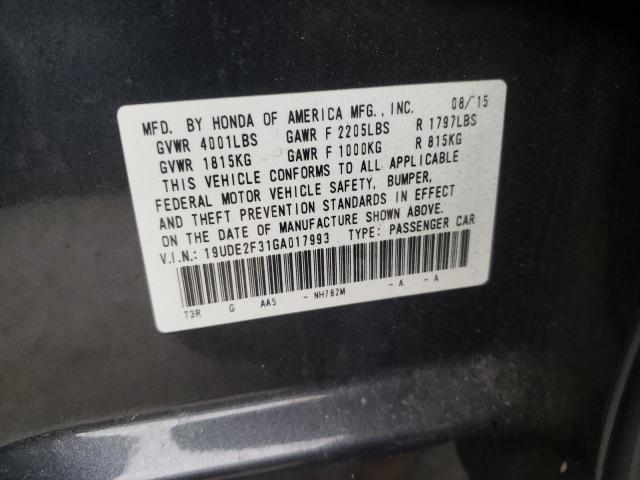 MFD. BY HONDA OF AMERICA MFG., INC. 08/'15
GVWR 4001LBS GAWR F 2205LBS R 1797LBS
GVWR 1815KG GAWR F 1000KG R 815KG
THIS VEHICLE CONFORMS TO ALL APPLICABLE
FEDERAL MOTOR VEHICLE SAFETY, BUMPER,
AND THEFT PREVENTION STANDARDS IN EFFECT
ON THE DATE OF MANUFACTURE SHOWN ABOVE.
V.I.N.: 19UDE2F31GA017993 TYPE: PASSENGER CAR
T3R G AA5 - NH782M - A - A